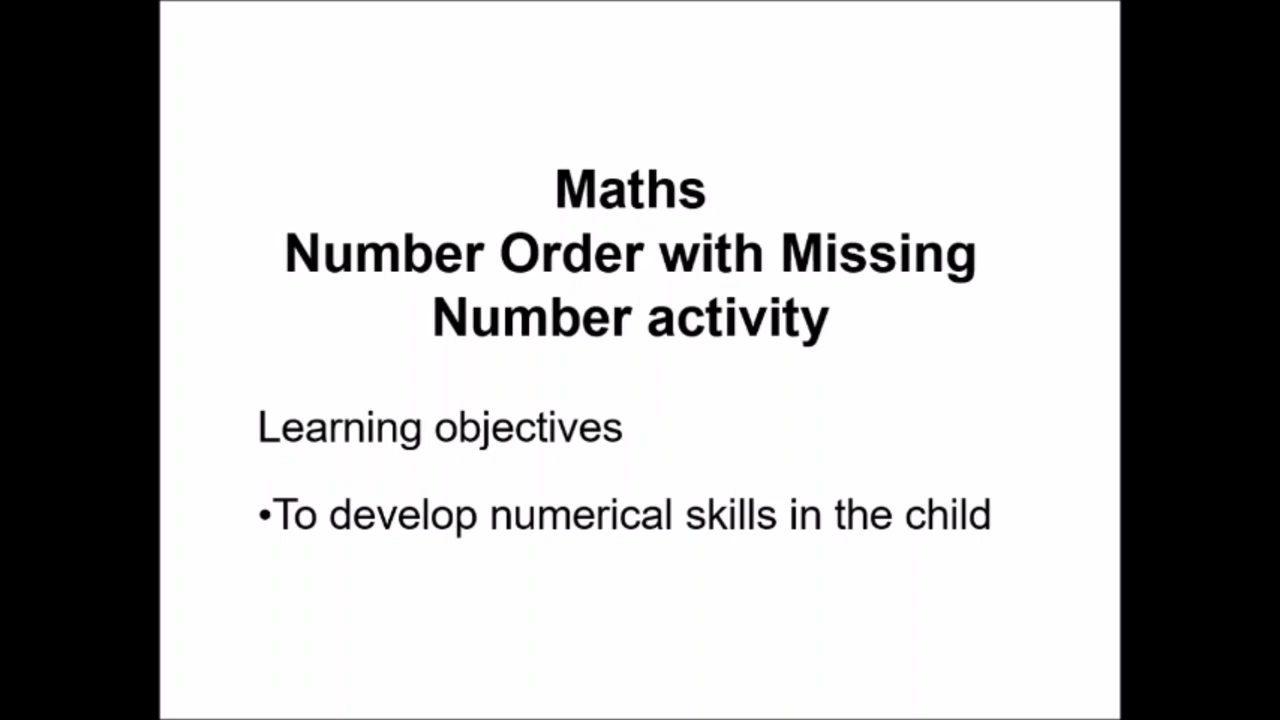 Maths
Number Order with Missing
Number activity
Learning objectives
•To develop numerical skills in the child